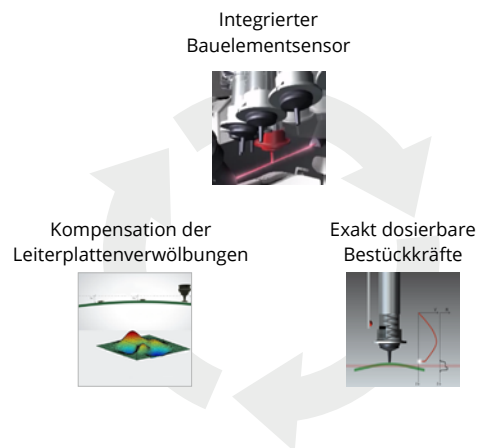 Integrierter
Bauelementsensor
Kompensation der
Leiterplattenverwölbungen
Exakt dosierbare
Bestückkräfte